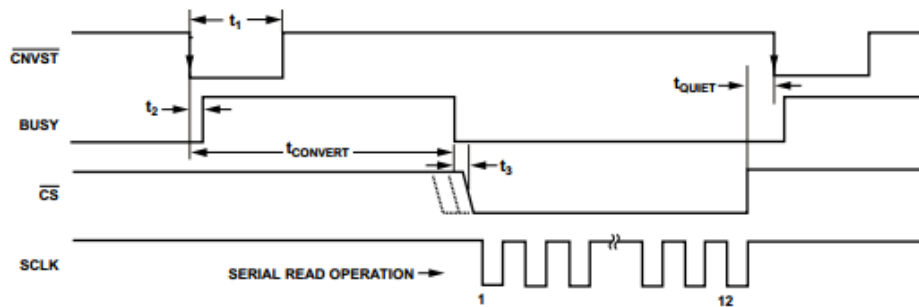 t1
CNVST
tQUIET
t2
BUSY
tCONVERT
t3
CS
SCLK
SERIAL READ OPERATION
1
12